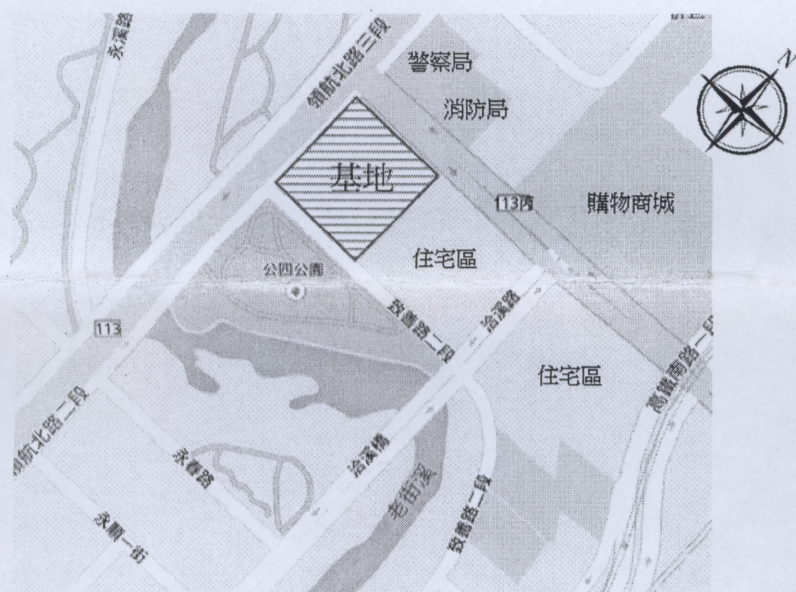 永溪路
領航北路三段
警察局
消防局
N
基地
113丙
購物商城
住宅區
公四公園
致善路二段
洽溪路
113
住宅區
高鐵南路二段
領航北路二段
永春路
洽溪橋
老街溪
致善路二段
永順一街